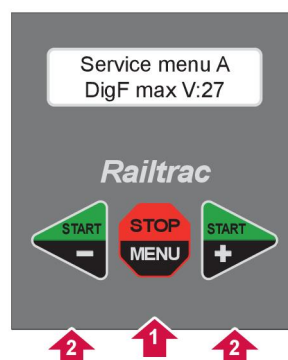 Service menu A
DigF max V:27
Railtrac
START STOP START
- MENU +
2 1 2